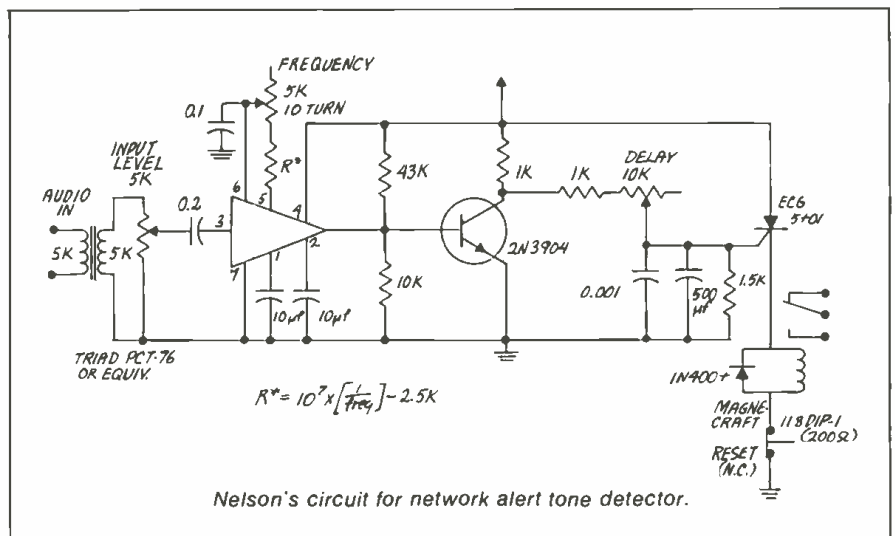 FREQUENCY
5K
10 TURN
0.1
INPUT
LEVEL
5K
R*
43K
1K
DELAY
10K
1K
AUDIO
IN
0.2
6
5
4
3
2
1
7
ECG
5401
5K
5K
2N3904
10K
0.001
500
µf
1.5K
10µf
10µf
TRIAD PCT-76
OR EQUIV.
R* = 10⁷ x [1/Freq] - 2.5K
1N400+
MAGNE-
CRAFT
118DIP-1
(200Ω)
RESET
(N.C.)
Nelson's circuit for network alert tone detector.